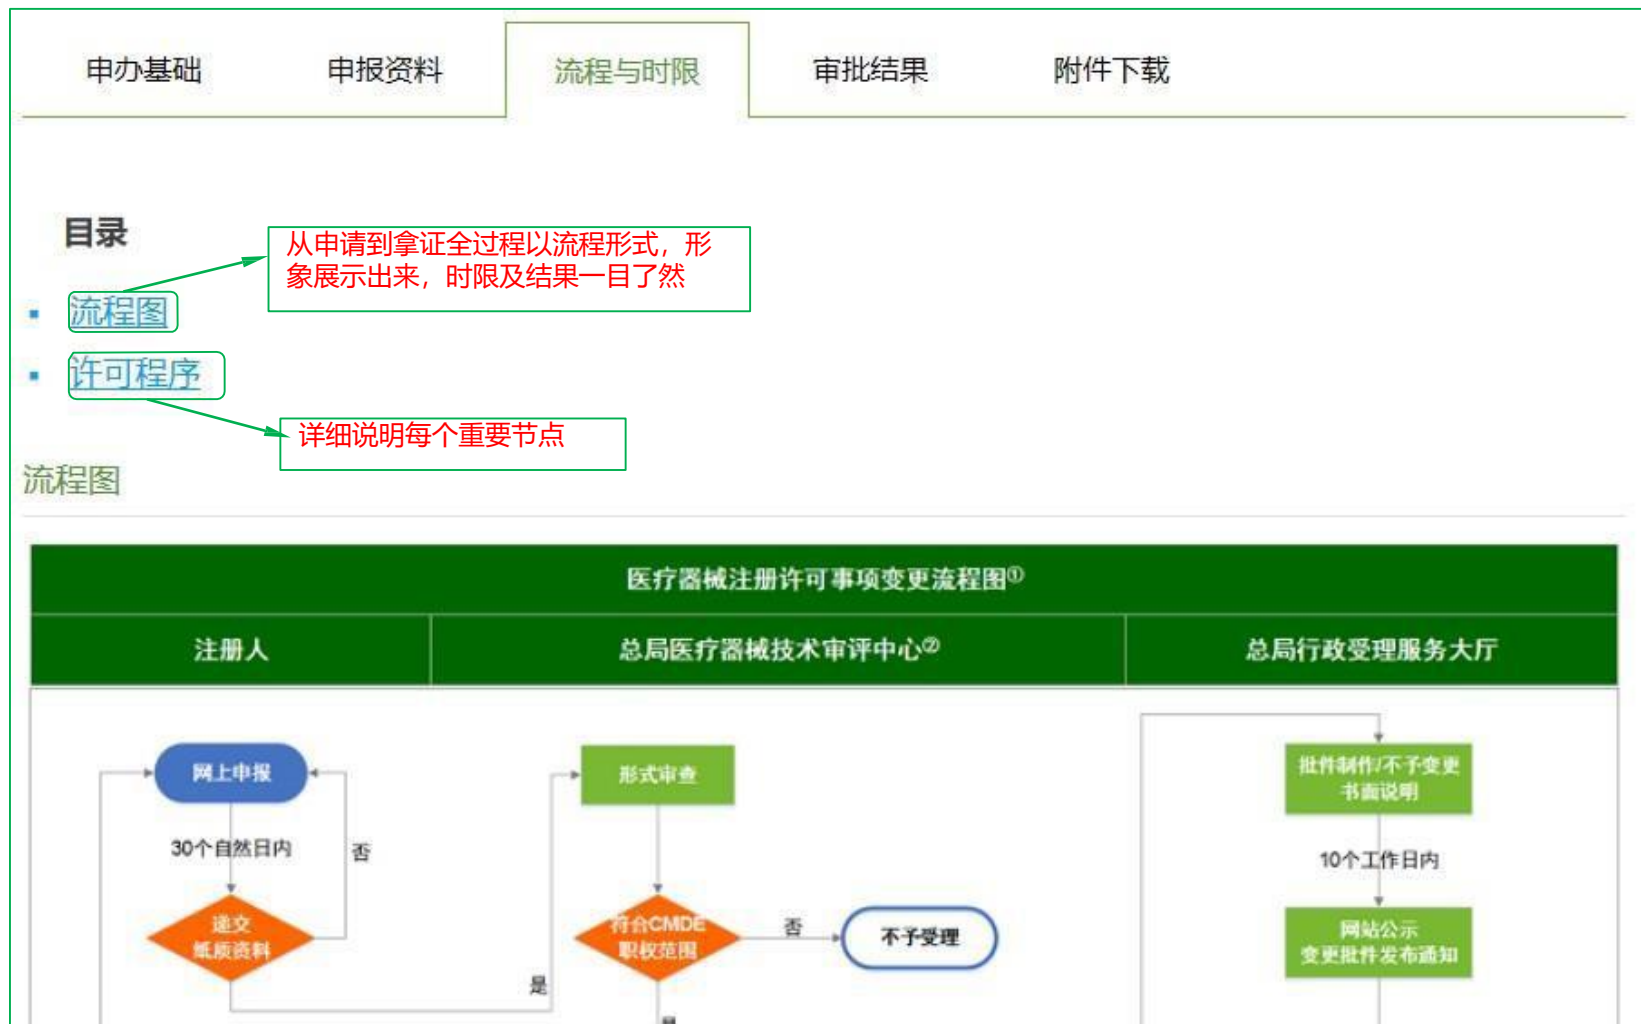 申办基础
申报资料
流程与时限
审批结果
附件下载
目录
从申请到拿证全过程以流程形式，形
象展示出来，时限及结果一目了然
流程图
许可程序
详细说明每个重要节点
流程图
医疗器械注册许可事项变更流程图①
注册人
总局医疗器械技术审评中心②
总局行政受理服务大厅
网上申报
30个自然日内
否
递交
纸质资料
是
形式审查
符合CMDE
职权范围
否
不予受理
是
批件制作/不予变更
书面说明
10个工作日内
网站公示
变更批件发布通知